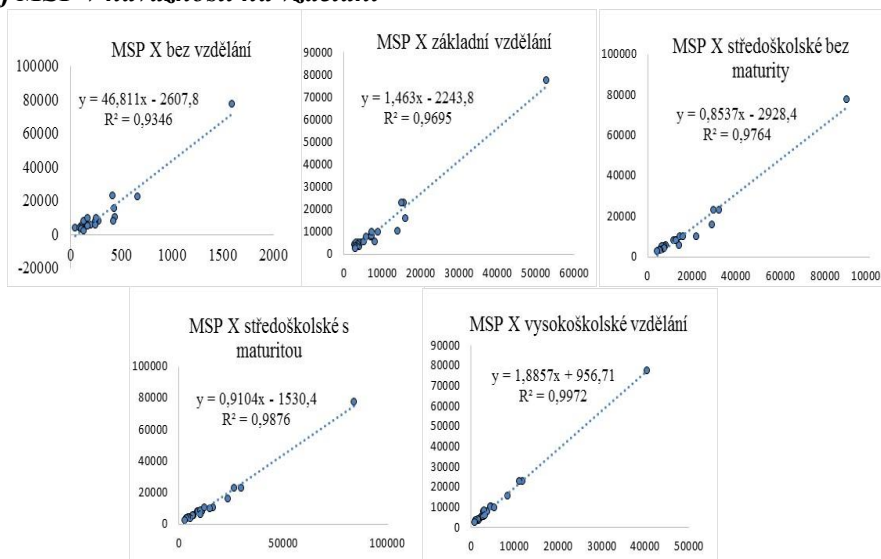 ) MSP v návaznosti na vzdělání
MSP X bez vzdělání
y = 46,811x - 2607,8
R² = 0,9346
100000
80000
60000
40000
20000
0
-20000
0 500 1000 1500 2000
MSP X základní vzdělání
y = 1,463x - 2243,8
R² = 0,9695
90000
80000
70000
60000
50000
40000
30000
20000
10000
0
0 10000 20000 30000 40000 50000 60000
MSP X středoškolské bez
maturity
y = 0,8537x - 2928,4
R² = 0,9764
100000
80000
60000
40000
20000
0
0 20000 40000 60000 80000 10000
MSP X středoškolské s
maturitou
y = 0,9104x - 1530,4
R² = 0,9876
100000
80000
60000
40000
20000
0
0 50000 100000
MSP X vysokoškolské vzdělání
y = 1,8857x + 956,71
R² = 0,9972
90000
80000
70000
60000
50000
40000
30000
20000
10000
0
0 10000 20000 30000 40000 50000